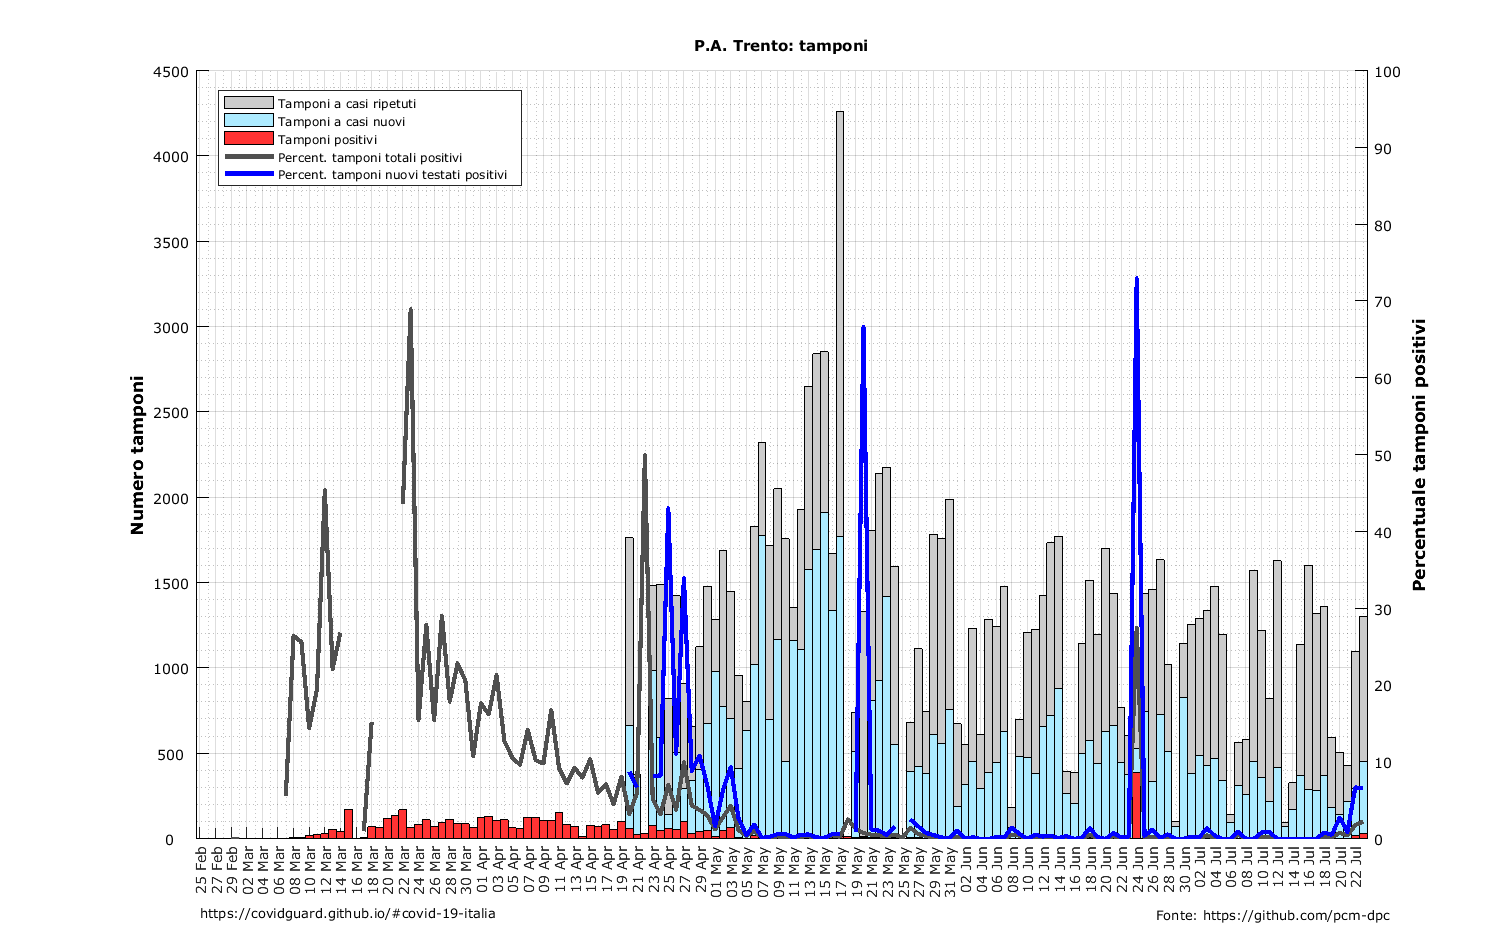 P.A. Trento: tamponi
4500
4000
3500
3000
2500
2000
1500
1000
500
0
Numero tamponi
100
90
80
70
60
50
40
30
20
10
0
Percentuale tamponi positivi
Tamponi a casi ripetuti
Tamponi a casi nuovi
Tamponi positivi
Percent. tamponi totali positivi
Percent. tamponi nuovi testati positivi
25 Feb
27 Feb
29 Feb
02 Mar
04 Mar
06 Mar
08 Mar
10 Mar
12 Mar
14 Mar
16 Mar
18 Mar
20 Mar
22 Mar
24 Mar
26 Mar
28 Mar
30 Mar
01 Apr
03 Apr
05 Apr
07 Apr
09 Apr
11 Apr
13 Apr
15 Apr
17 Apr
19 Apr
21 Apr
23 Apr
25 Apr
27 Apr
29 Apr
01 May
03 May
05 May
07 May
09 May
11 May
13 May
15 May
17 May
19 May
21 May
23 May
25 May
27 May
29 May
31 May
02 Jun
04 Jun
06 Jun
08 Jun
10 Jun
12 Jun
14 Jun
16 Jun
18 Jun
20 Jun
22 Jun
24 Jun
26 Jun
28 Jun
30 Jun
02 Jul
04 Jul
06 Jul
08 Jul
10 Jul
12 Jul
14 Jul
16 Jul
18 Jul
20 Jul
22 Jul
https://covidguard.github.io/#covid-19-italia
Fonte: https://github.com/pcm-dpc